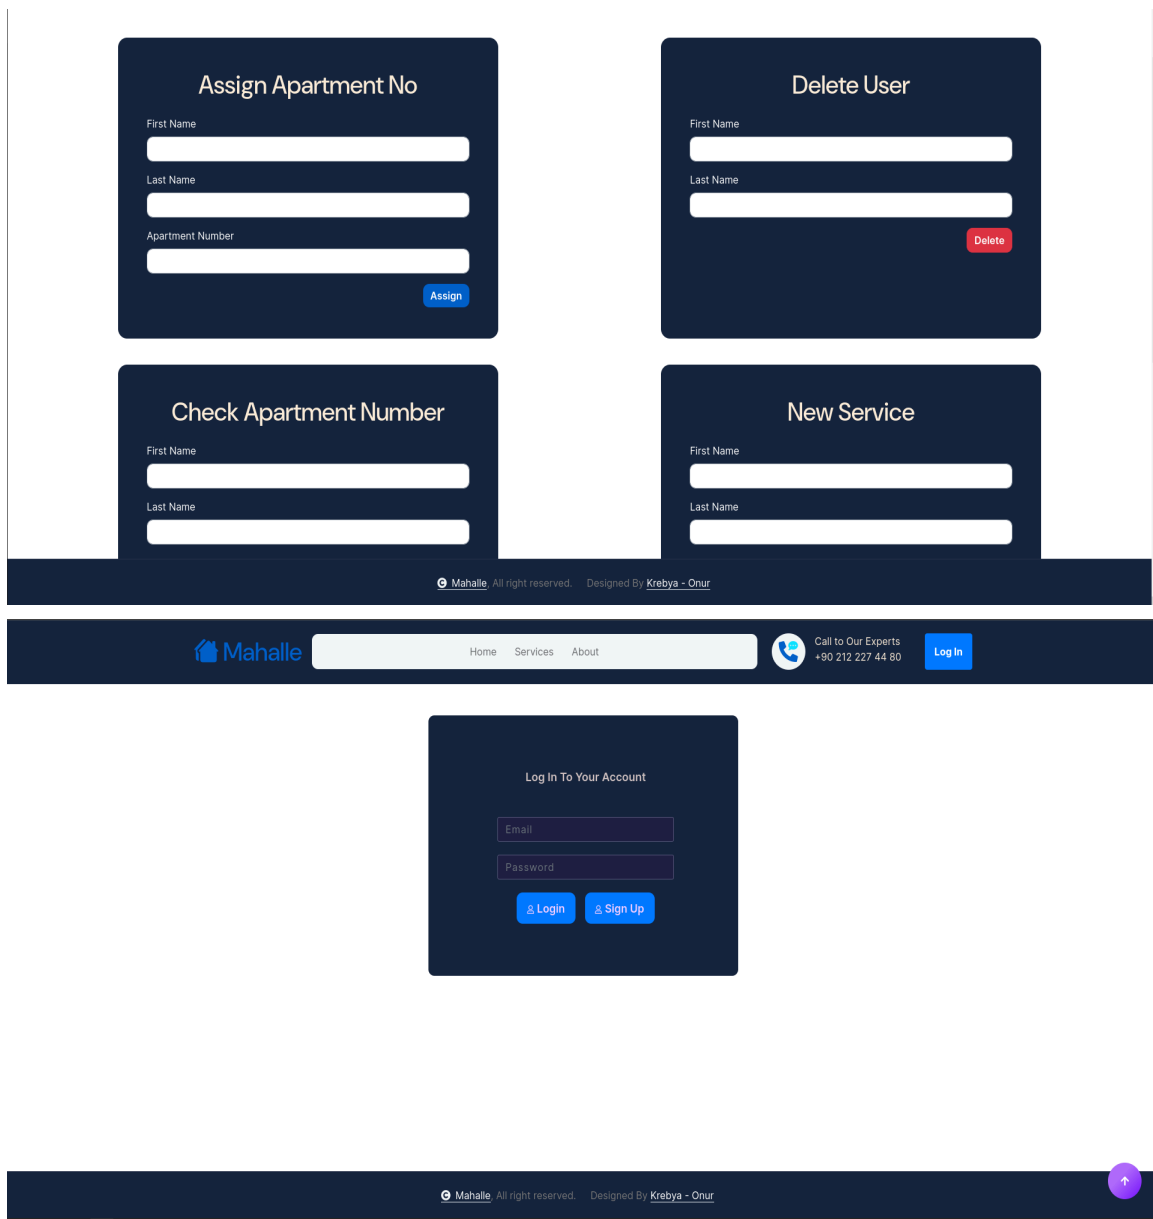 Assign Apartment No
First Name
Last Name
Apartment Number
Assign
Delete User
First Name
Last Name
Delete
Check Apartment Number
First Name
Last Name
New Service
First Name
Last Name
Mahalle, All right reserved. Designed By Krebya - Onur
Mahalle
Home Services About
Call to Our Experts
+90 212 227 44 80
Log In
Log In To Your Account
Email
Password
Login
Sign Up
Mahalle, All right reserved. Designed By Krebya - Onur